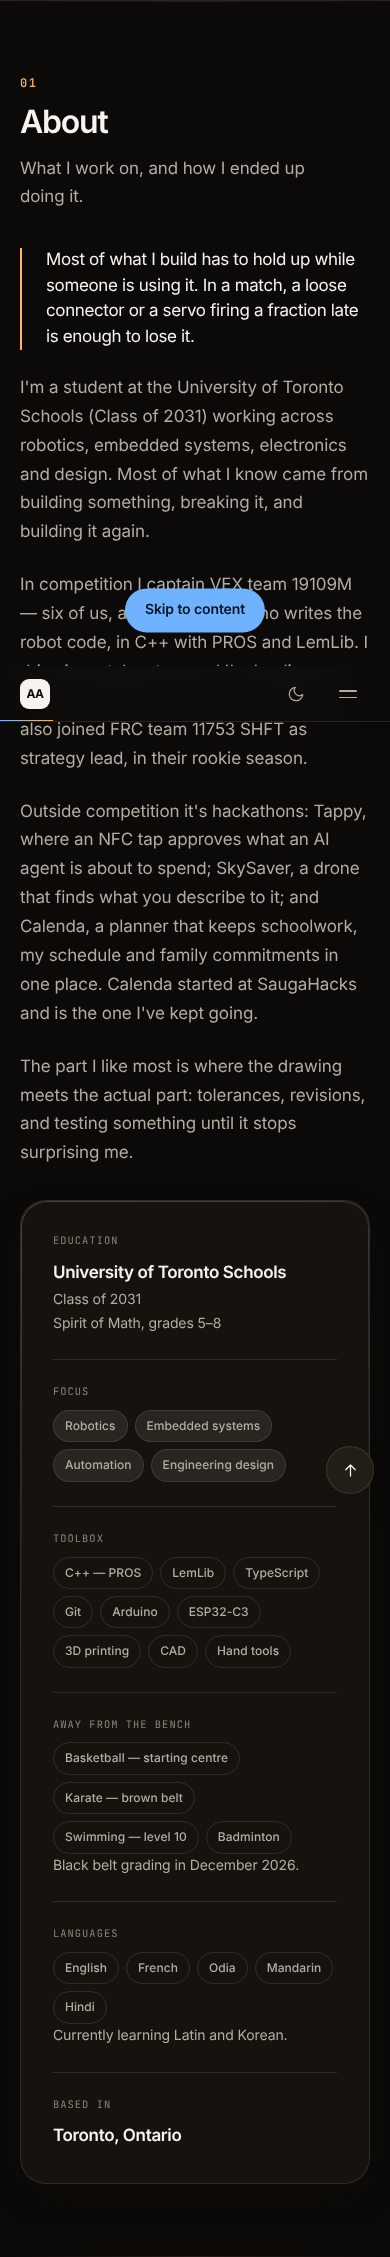 01
About
What I work on, and how I ended up
doing it.
Most of what I build has to hold up while
someone is using it. In a match, a loose
connector or a servo firing a fraction late
is enough to lose it.
I'm a student at the University of Toronto
Schools (Class of 2031) working across
robotics, embedded systems, electronics
and design. Most of what I know came from
building something, breaking it, and
building it again.
In competition I captain VEX team 19109M
Skip to content
— six of us, who writes the
robot code, in C++ with PROS and LemLib. I
AA
also joined FRC team 11753 SHFT as
strategy lead, in their rookie season.
Outside competition it's hackathons: Tappy,
where an NFC tap approves what an AI
agent is about to spend; SkySaver, a drone
that finds what you describe to it; and
Calenda, a planner that keeps schoolwork,
my schedule and family commitments in
one place. Calenda started at SaugaHacks
and is the one I've kept going.
The part I like most is where the drawing
meets the actual part: tolerances, revisions,
and testing something until it stops
surprising me.
EDUCATION
University of Toronto Schools
Class of 2031
Spirit of Math, grades 5–8
FOCUS
Robotics Embedded systems
Automation Engineering design
TOOLBOX
C++ — PROS LemLib TypeScript
Git Arduino ESP32-C3
3D printing CAD Hand tools
AWAY FROM THE BENCH
Basketball — starting centre
Karate — brown belt
Swimming — level 10 Badminton
Black belt grading in December 2026.
LANGUAGES
English French Odia Mandarin
Hindi
Currently learning Latin and Korean.
BASED IN
Toronto, Ontario